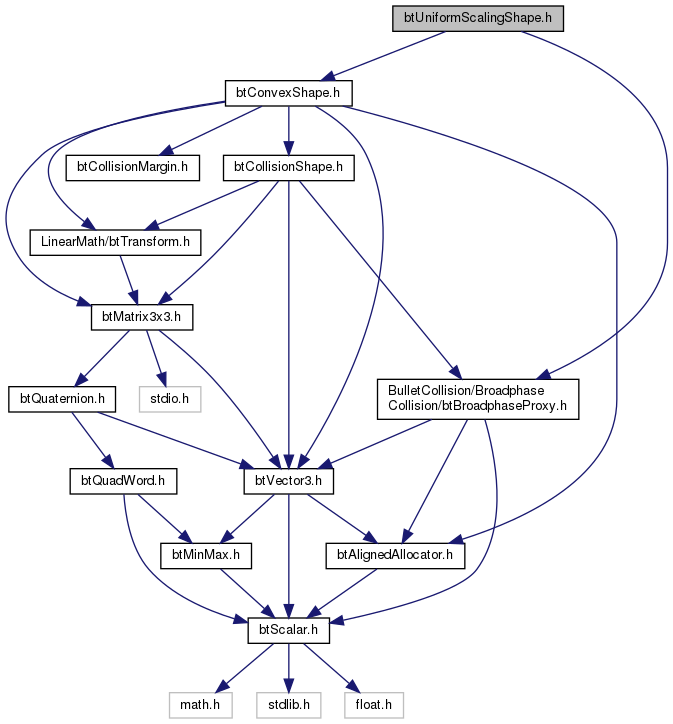 btUniformScalingShape.h
btConvexShape.h
btCollisionMargin.h
btCollisionShape.h
LinearMath/btTransform.h
btMatrix3x3.h
btQuaternion.h
stdio.h
BulletCollision/Broadphase
Collision/btBroadphaseProxy.h
btQuadWord.h
btVector3.h
btMinMax.h
btAlignedAllocator.h
btScalar.h
math.h
stdlib.h
float.h